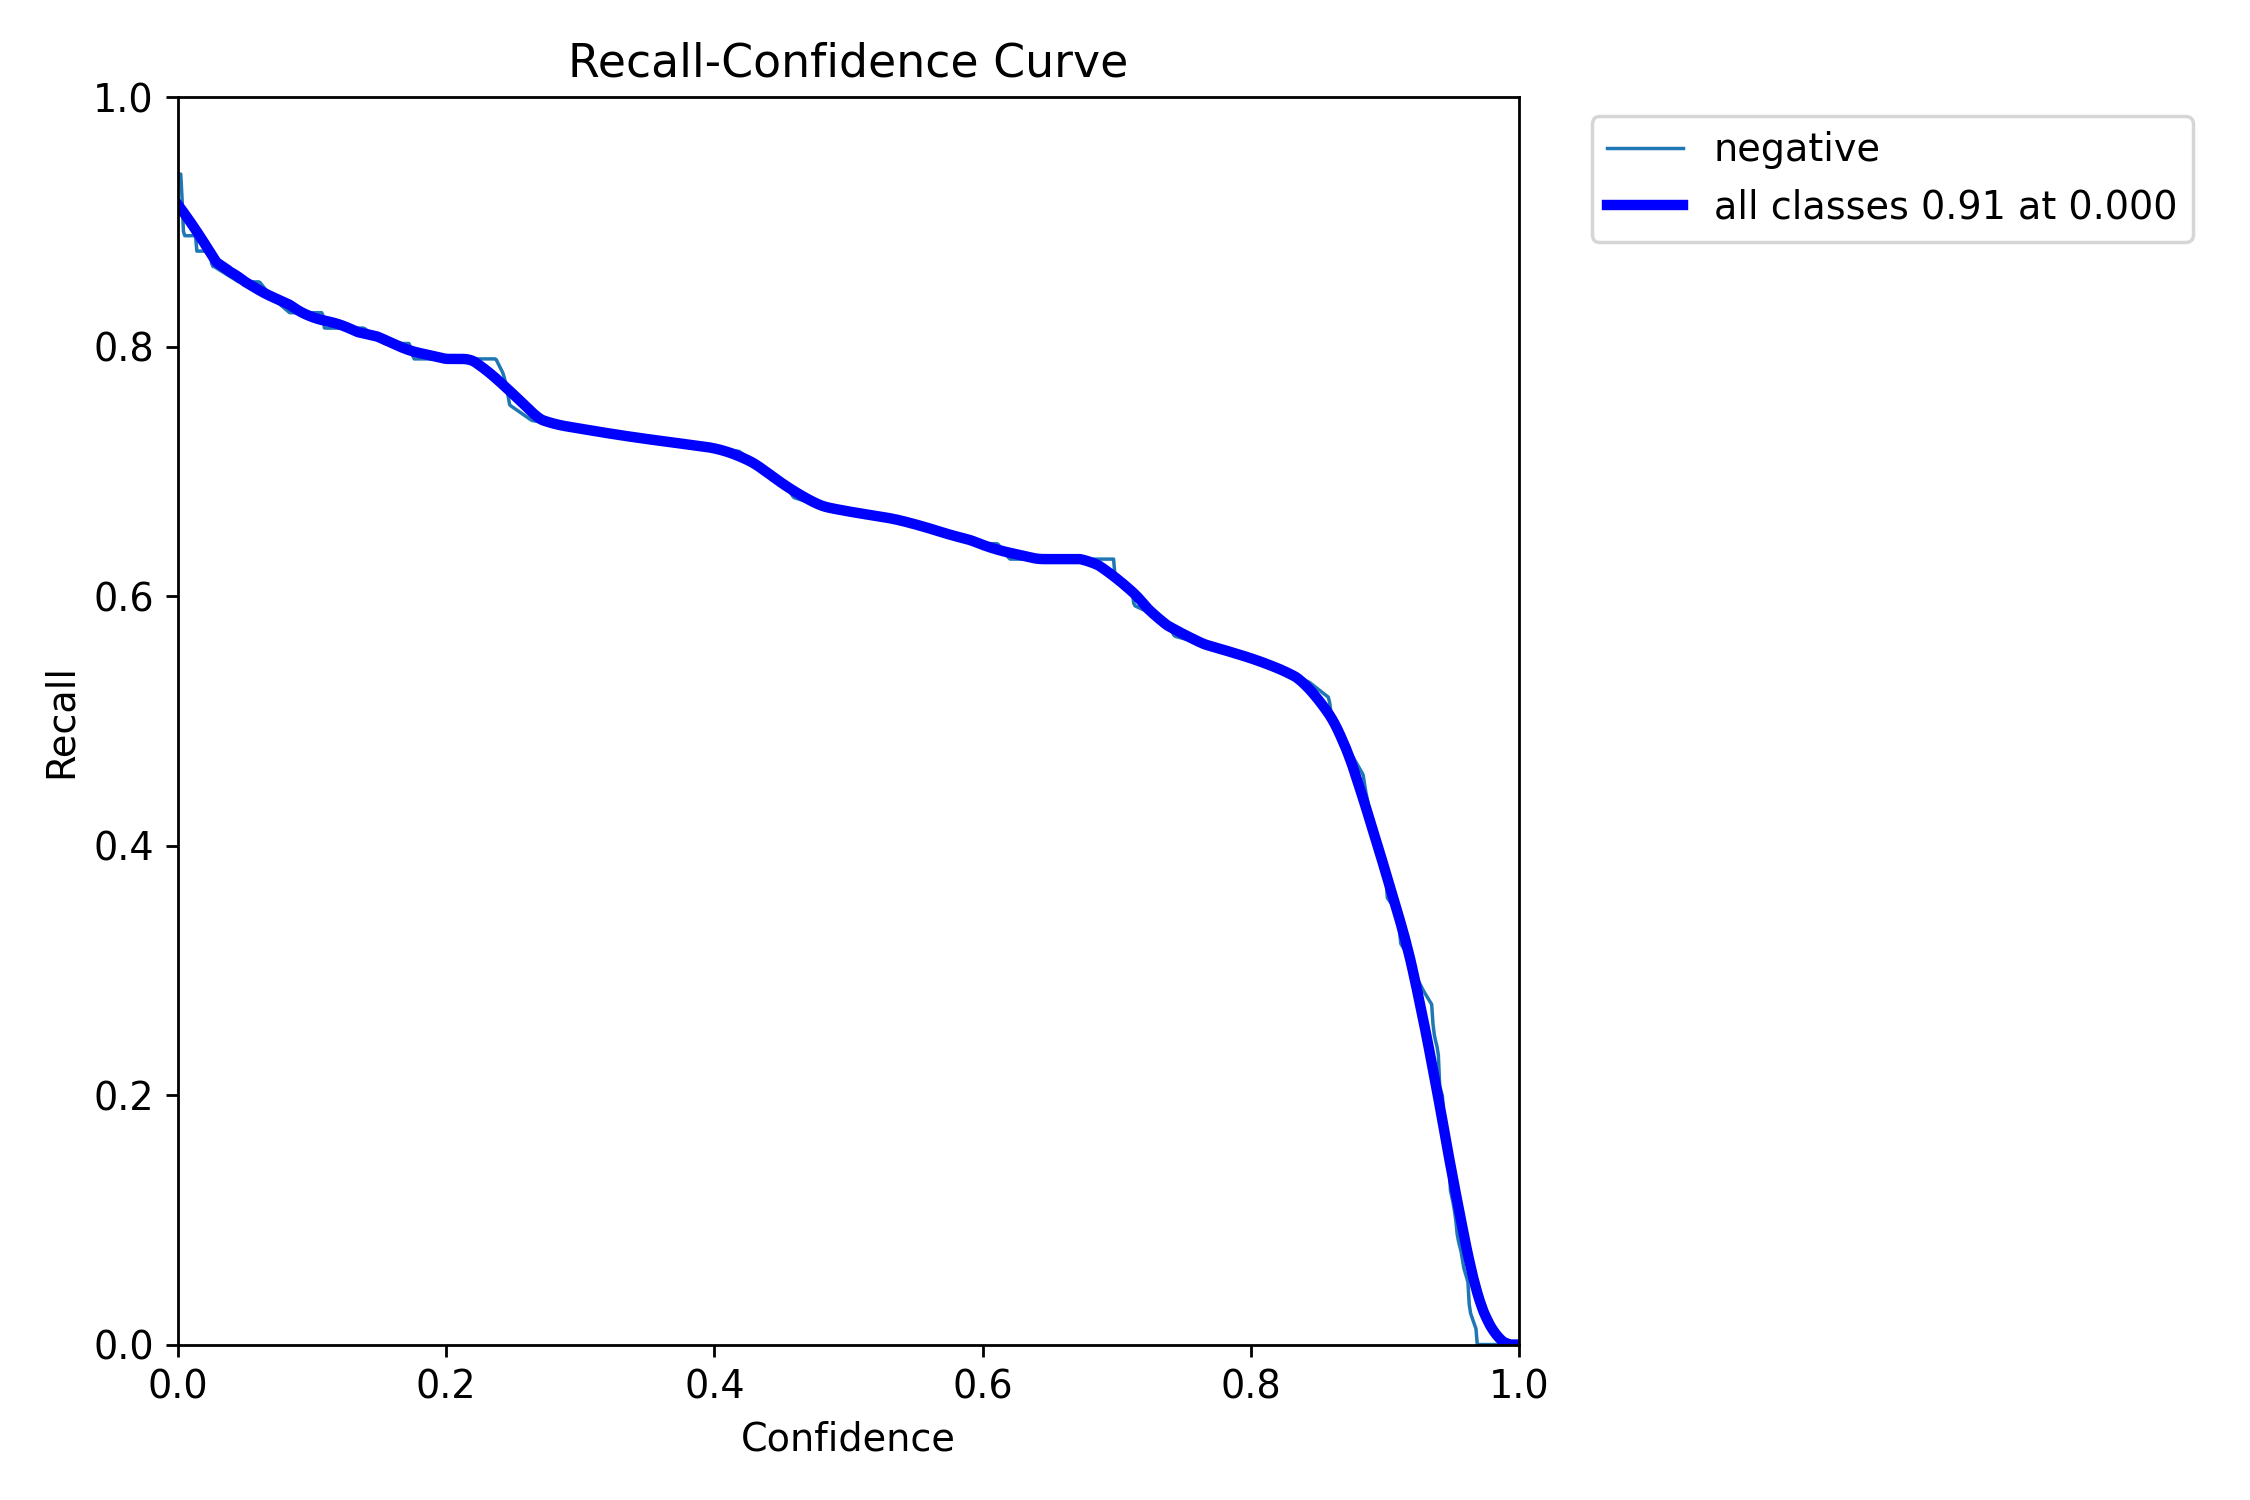 Recall-Confidence Curve
negative
all classes 0.91 at 0.000
1.0
0.8
0.6
0.4
0.2
0.0
Recall
0.0 0.2 0.4 0.6 0.8 1.0
Confidence